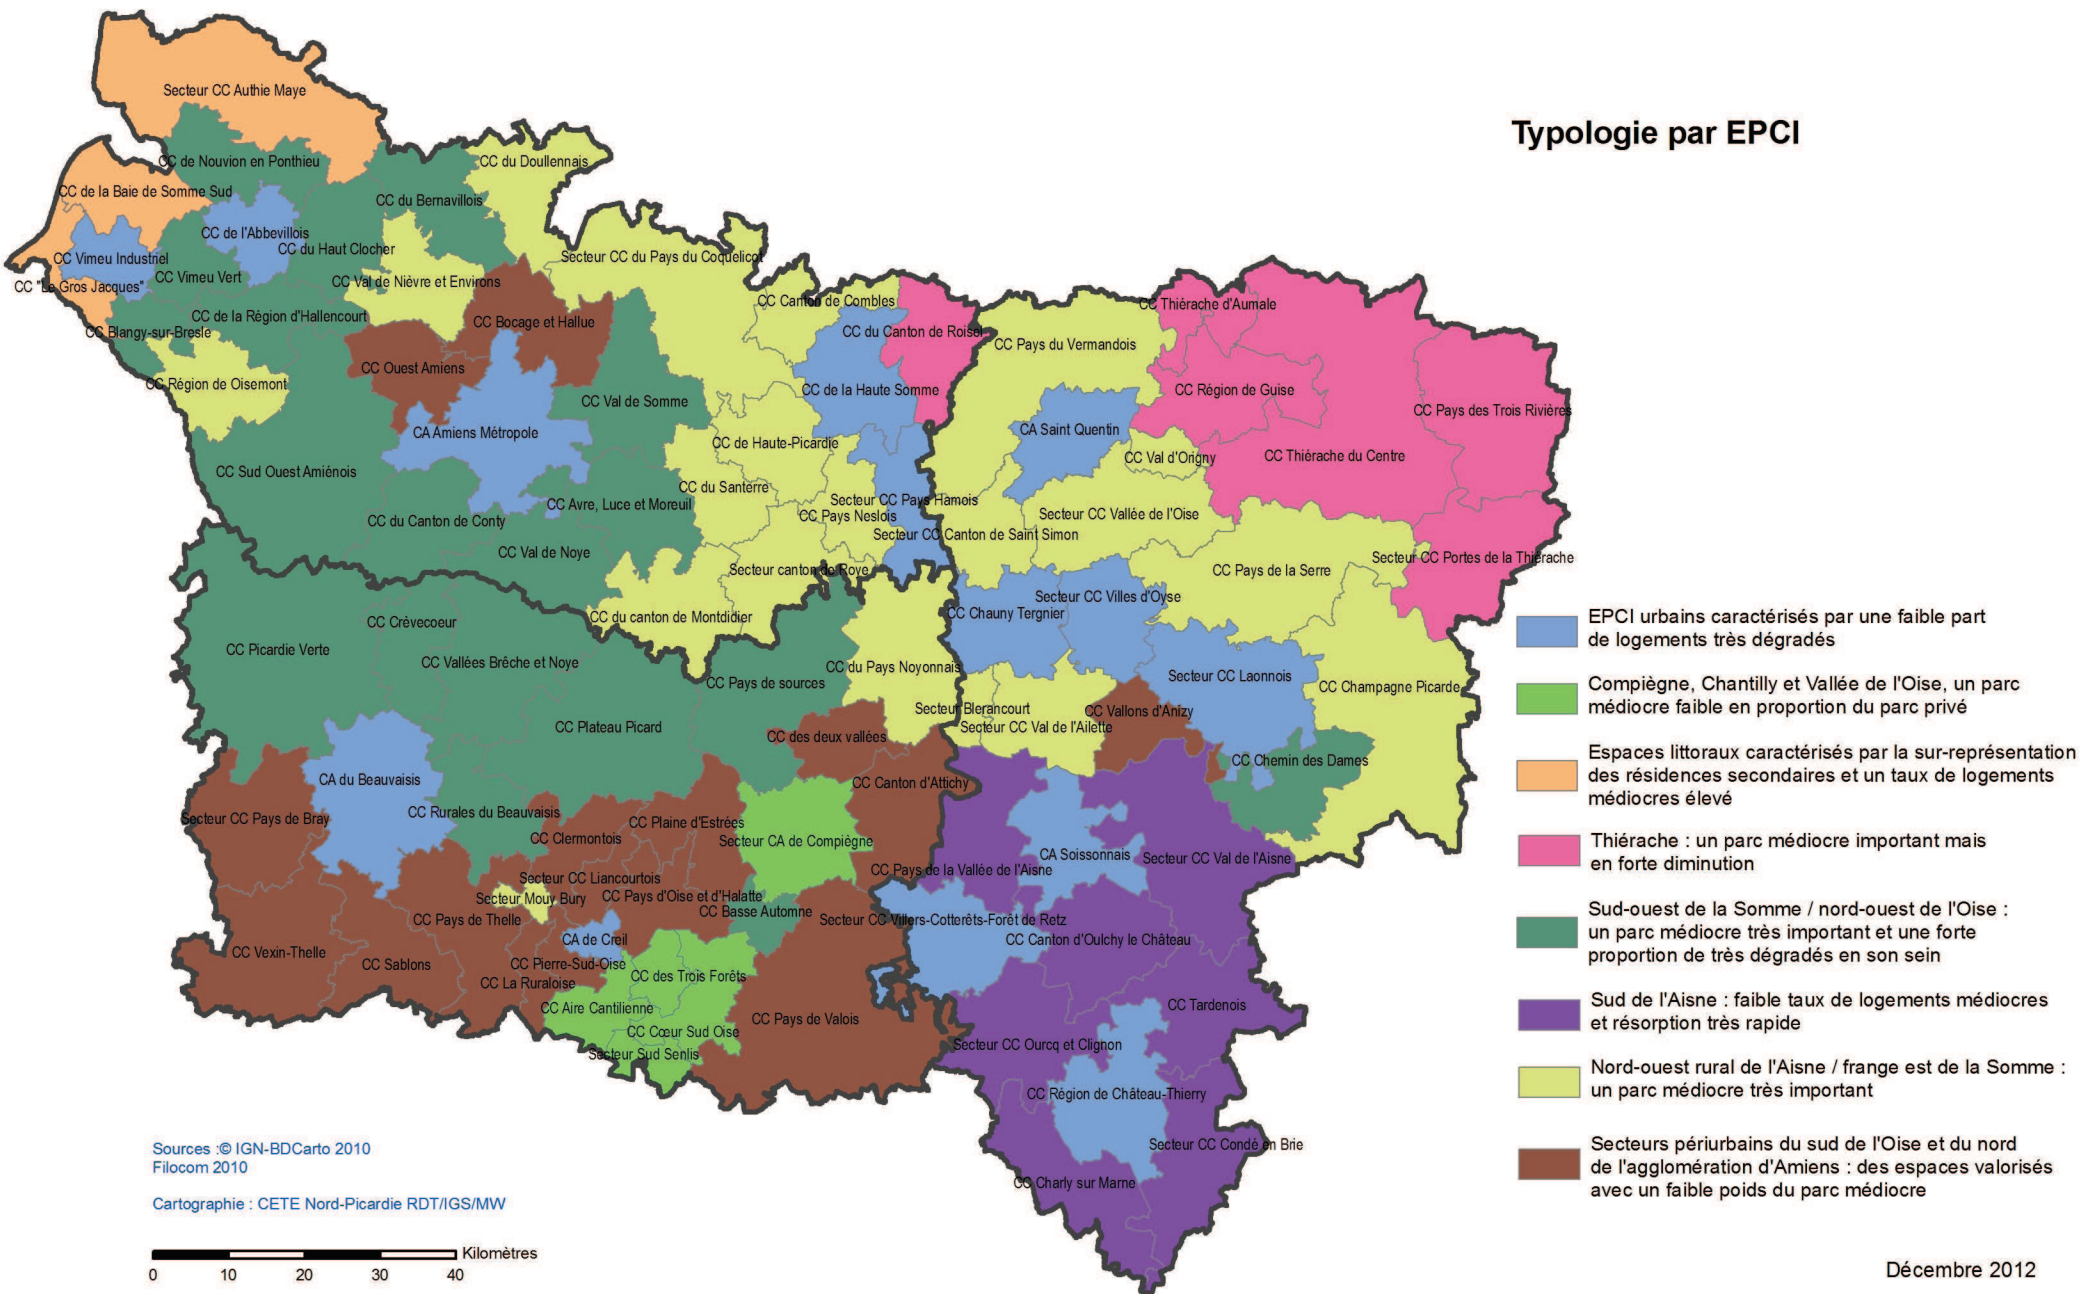 Typologie par EPCI
Secteur CC Authie Maye
CC de Nouvion en Ponthieu
CC du Doullennais
CC de la Baie de Somme Sud
CC du Bernavillois
CC de l'Abbevillois
CC du Haut Clocher
CC Vimeu Industriel
CC Vimeu Vert
Secteur CC du Pays du Coquelicot
CC "Le Gros Jacques"
CC Val de Nièvre et Environs
CC de la Région d'Hallencourt
CC Bocage et Hallue
CC Canton de Combles
CC Thiérache d'Aumale
CC Blangy-sur-Bresle
CC du Canton de Roisel
CC Pays du Vermandois
CC Ouest Amiens
CC Région de Oisemont
CC de la Haute Somme
CC Région de Guise
CC Val de Somme
CC Pays des Trois Rivières
CA Amiens Métropole
CA Saint Quentin
CC de Haute-Picardie
CC Val d'Origny
CC Thiérache du Centre
CC Sud Ouest Amiénois
CC du Santerre
CC Avre, Luce et Moreuil
Secteur CC Pays Hamois
CC Pays Neslois
Secteur CC Vallée de l'Oise
CC du Canton de Conty
Secteur CC Canton de Saint Simon
CC Val de Noye
Secteur canton de Roye
CC Pays de la Serre
Secteur CC Portes de la Thiérache
CC Crèvecoeur
CC du canton de Montdidier
CC Chauny Tergnier
Secteur CC Villes d'Oyse
CC Picardie Verte
CC Vallées Brêche et Noye
CC du Pays Noyonnais
CC Pays de sources
Secteur CC Laonnois
CC Champagne Picarde
Secteur Blerancourt
CC Vallons d'Anizy
CC Plateau Picard
Secteur CC Val de l'Ailette
CC des deux vallées
CA du Beauvaisis
CC Canton d'Attichy
CC Chemin des Dames
CC Rurales du Beauvaisis
Secteur CC Pays de Bray
CC Plaine d'Estrées
CC Clermontois
Secteur CA de Compiègne
CA Soissonnais
Secteur CC Val de l'Aisne
CC Pays de la Vallée de l'Aisne
Secteur CC Liancourtois
Secteur Mouy Bury
CC Pays d'Oise et d'Halatte
CC Pays de Thelle
CC Basse Automne
Secteur CC Villers-Cotterêts-Forêt de Retz
CA de Creil
CC Canton d'Oulchy le Château
CC Vexin-Thelle
CC Sablons
CC Pierre-Sud-Oise
CC La Ruraloise
CC des Trois Forêts
CC Aire Cantilienne
CC Pays de Valois
CC Tardenois
CC Cœur Sud Oise
Secteur Sud Senlis
Secteur CC Ourcq et Clignon
CC Région de Château-Thierry
Secteur CC Condé en Brie
CC Charly sur Marne
EPCI urbains caractérisés par une faible part
de logements très dégradés
Compiègne, Chantilly et Vallée de l'Oise, un parc
médiocre faible en proportion du parc privé
Espaces littoraux caractérisés par la sur-représentation
des résidences secondaires et un taux de logements
médiocres élevé
Thiérache : un parc médiocre important mais
en forte diminution
Sud-ouest de la Somme / nord-ouest de l'Oise :
un parc médiocre très important et une forte
proportion de très dégradés en son sein
Sud de l'Aisne : faible taux de logements médiocres
et résorption très rapide
Nord-ouest rural de l'Aisne / frange est de la Somme :
un parc médiocre très important
Secteurs périurbains du sud de l'Oise et du nord
de l'agglomération d'Amiens : des espaces valorisés
avec un faible poids du parc médiocre
Sources :© IGN-BDCarto 2010
Filocom 2010
Cartographie : CETE Nord-Picardie RDT/IGS/MW
Kilomètres
0 10 20 30 40
Décembre 2012